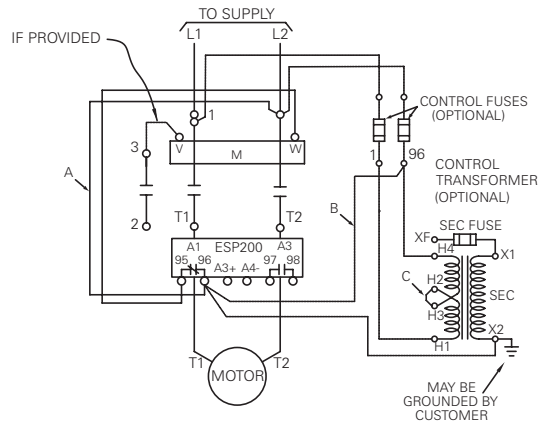 TO SUPPLY
L1
L2
IF PROVIDED
1
CONTROL FUSES
(OPTIONAL)
3
V
W
M
1
96
CONTROL
TRANSFORMER
(OPTIONAL)
A
2
T1
T2
B
SEC FUSE
XF
A1
ESP200
A3
H4
X1
95
96
A3+
A4-
97
98
C
H2
SEC
H3
X2
H1
T1
T2
MOTOR
MAY BE
GROUNDED BY
CUSTOMER